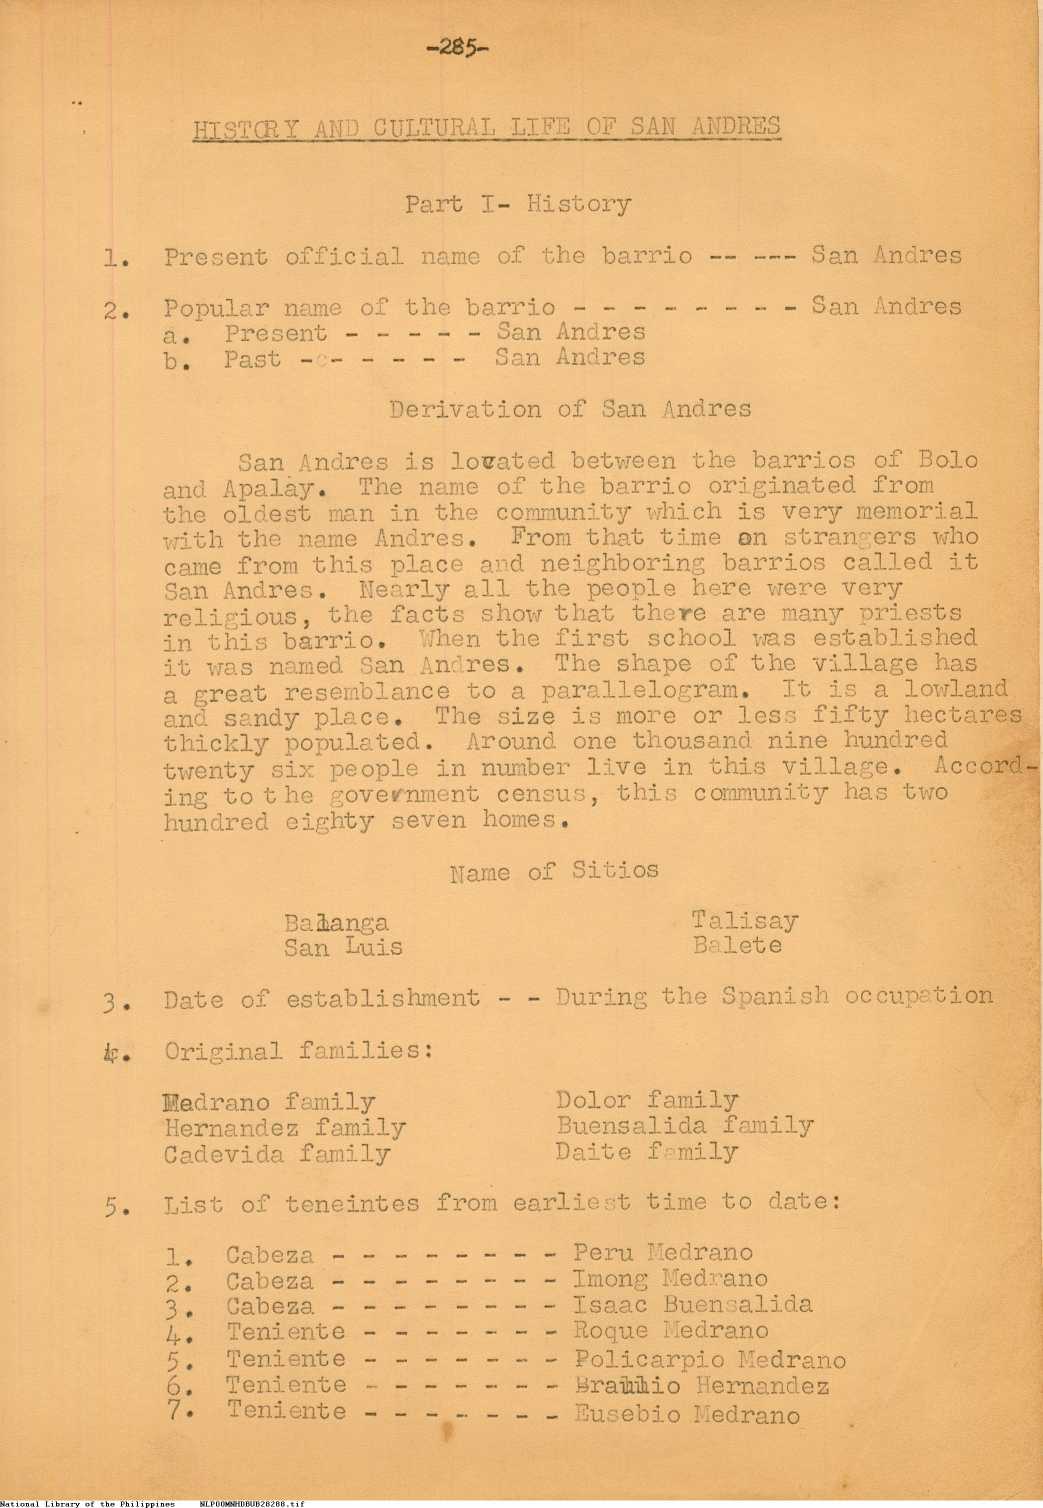 -285-
HISTORY AND CULTURAL LIFE OF SAN ANDRES
Part I- History
1. Present official name of the barrio -- --- San Andres
2. Popular name of the barrio - - - - - - - - San Andres
a. Present - - - - - San Andres
b. Past - - - - - - San Andres
Derivation of San Andres
San Andres is located between the barrios of Bolo
and Apalay. The name of the barrio originated from
the oldest man in the community which is very memorial
with the name Andres. From that time on strangers who
came from this place and neighboring barrios called it
San Andres. Nearly all the people here were very
religious, the facts show that there are many priests
in this barrio. When the first school was established
it was named San Andres. The shape of the village has
a great resemblance to a parallelogram. It is a lowland
and sandy place. The size is more or less fifty hectares
thickly populated. Around one thousand nine hundred
twenty six people in number live in this village. Accord-
ing to t he government census, this community has two
hundred eighty seven homes.
Name of Sitios
Balanga Talisay
San Luis Balete
3. Date of establishment - - During the Spanish occupation
4. Original families:
Medrano family Dolor family
Hernandez family Buensalida family
Cadevida family Daite family
5. List of teneintes from earliest time to date:
1. Cabeza - - - - - - - - Peru Medrano
2. Cabeza - - - - - - - - Imong Medrano
3. Cabeza - - - - - - - - Isaac Buensalida
4. Teniente - - - - - - - Roque Medrano
5. Teniente - - - - - - - Policarpio Medrano
6. Teniente - - - - - - - Hernandez
7. Teniente - - - - - - - Eusebio Medrano
National Library of the Philippines NLP00MNHDBUB28288.tif